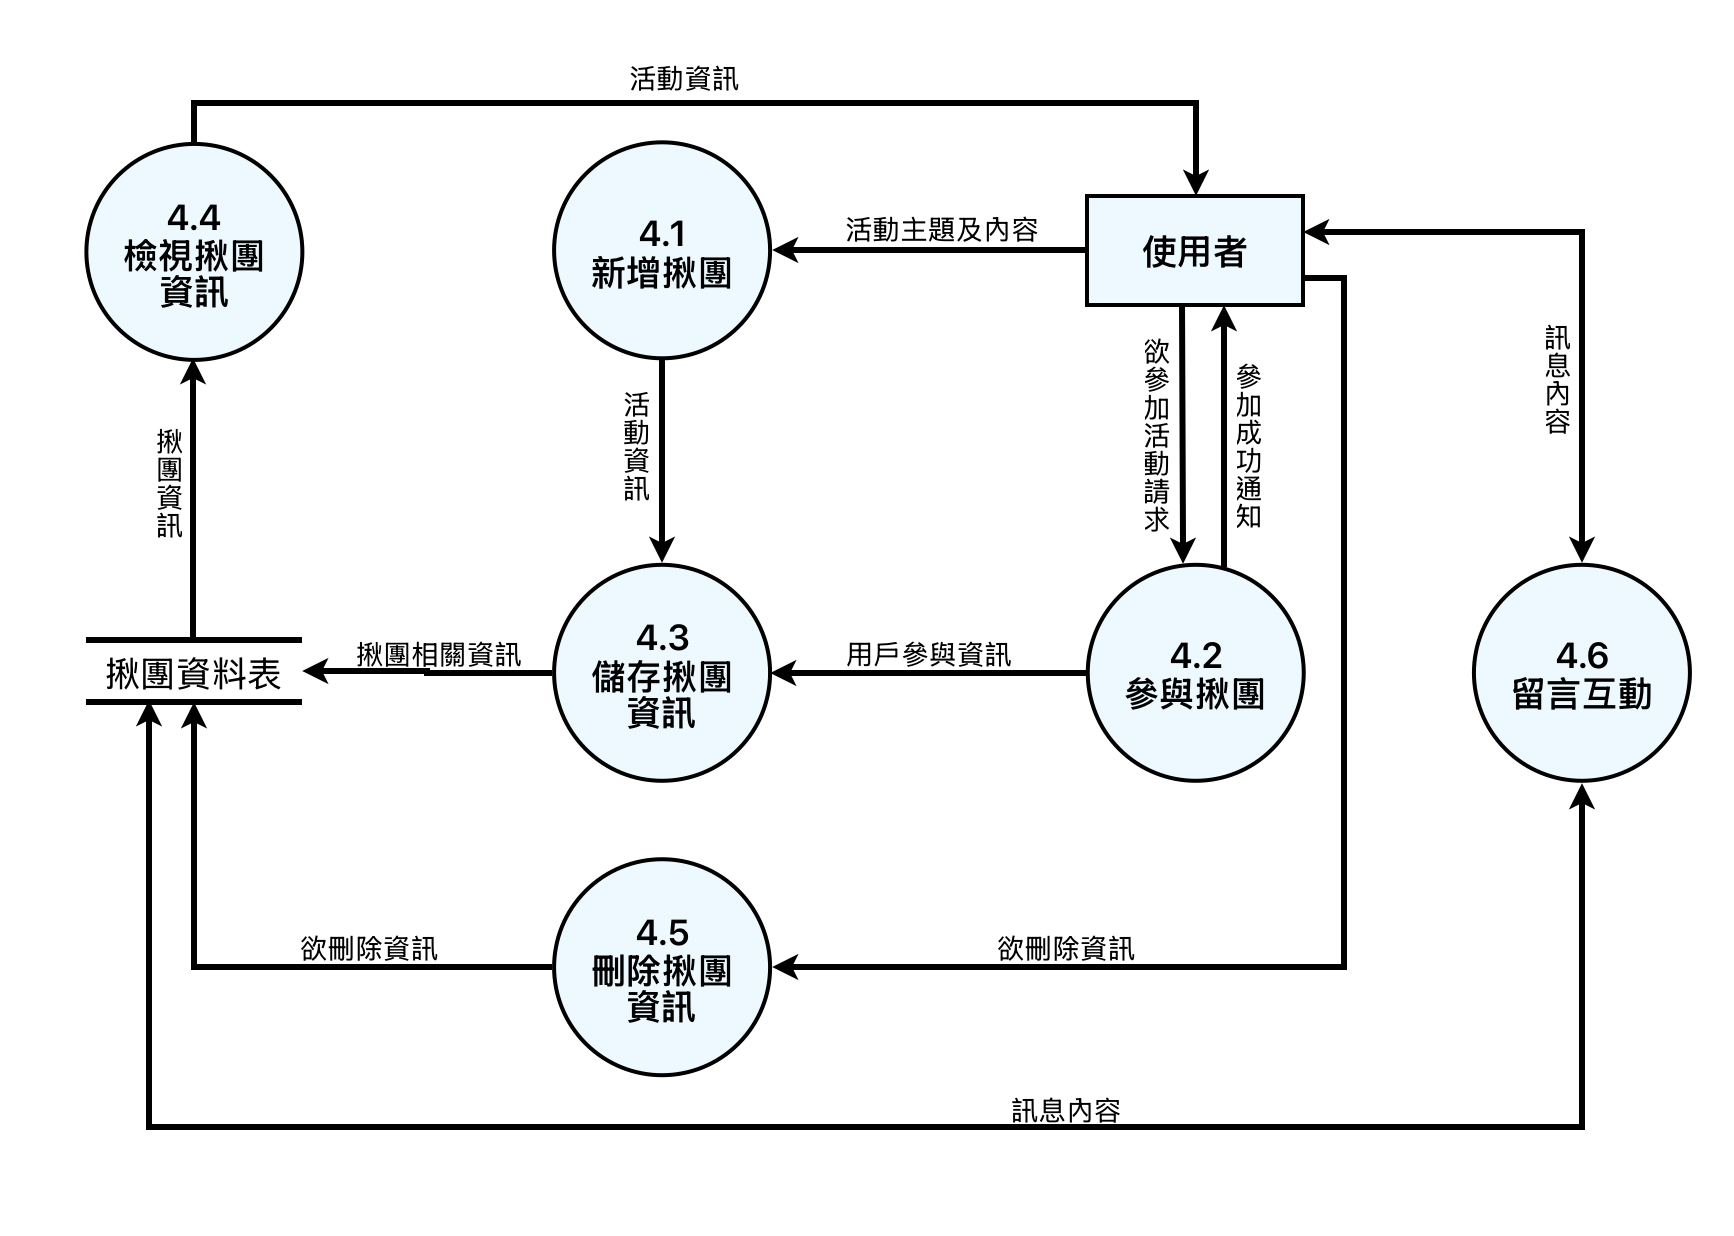 活動資訊
4.4
檢視揪團
資訊
4.1
新增揪團
活動主題及內容
使用者
揪團資訊
活動資訊
欲參加活動請求
參加成功通知
訊息內容
揪團資料表
揪團相關資訊
4.3
儲存揪團
資訊
用戶參與資訊
4.2
參與揪團
4.6
留言互動
欲刪除資訊
4.5
刪除揪團
資訊
欲刪除資訊
訊息內容